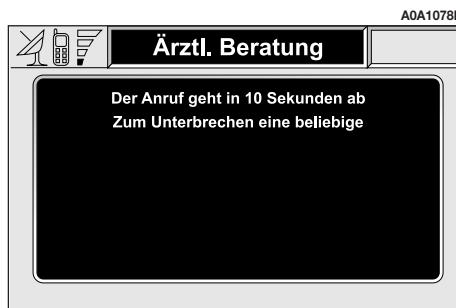 A0A1078
Ärztl. Beratung
Der Anruf geht in 10 Sekunden ab
Zum Unterbrechen eine beliebige